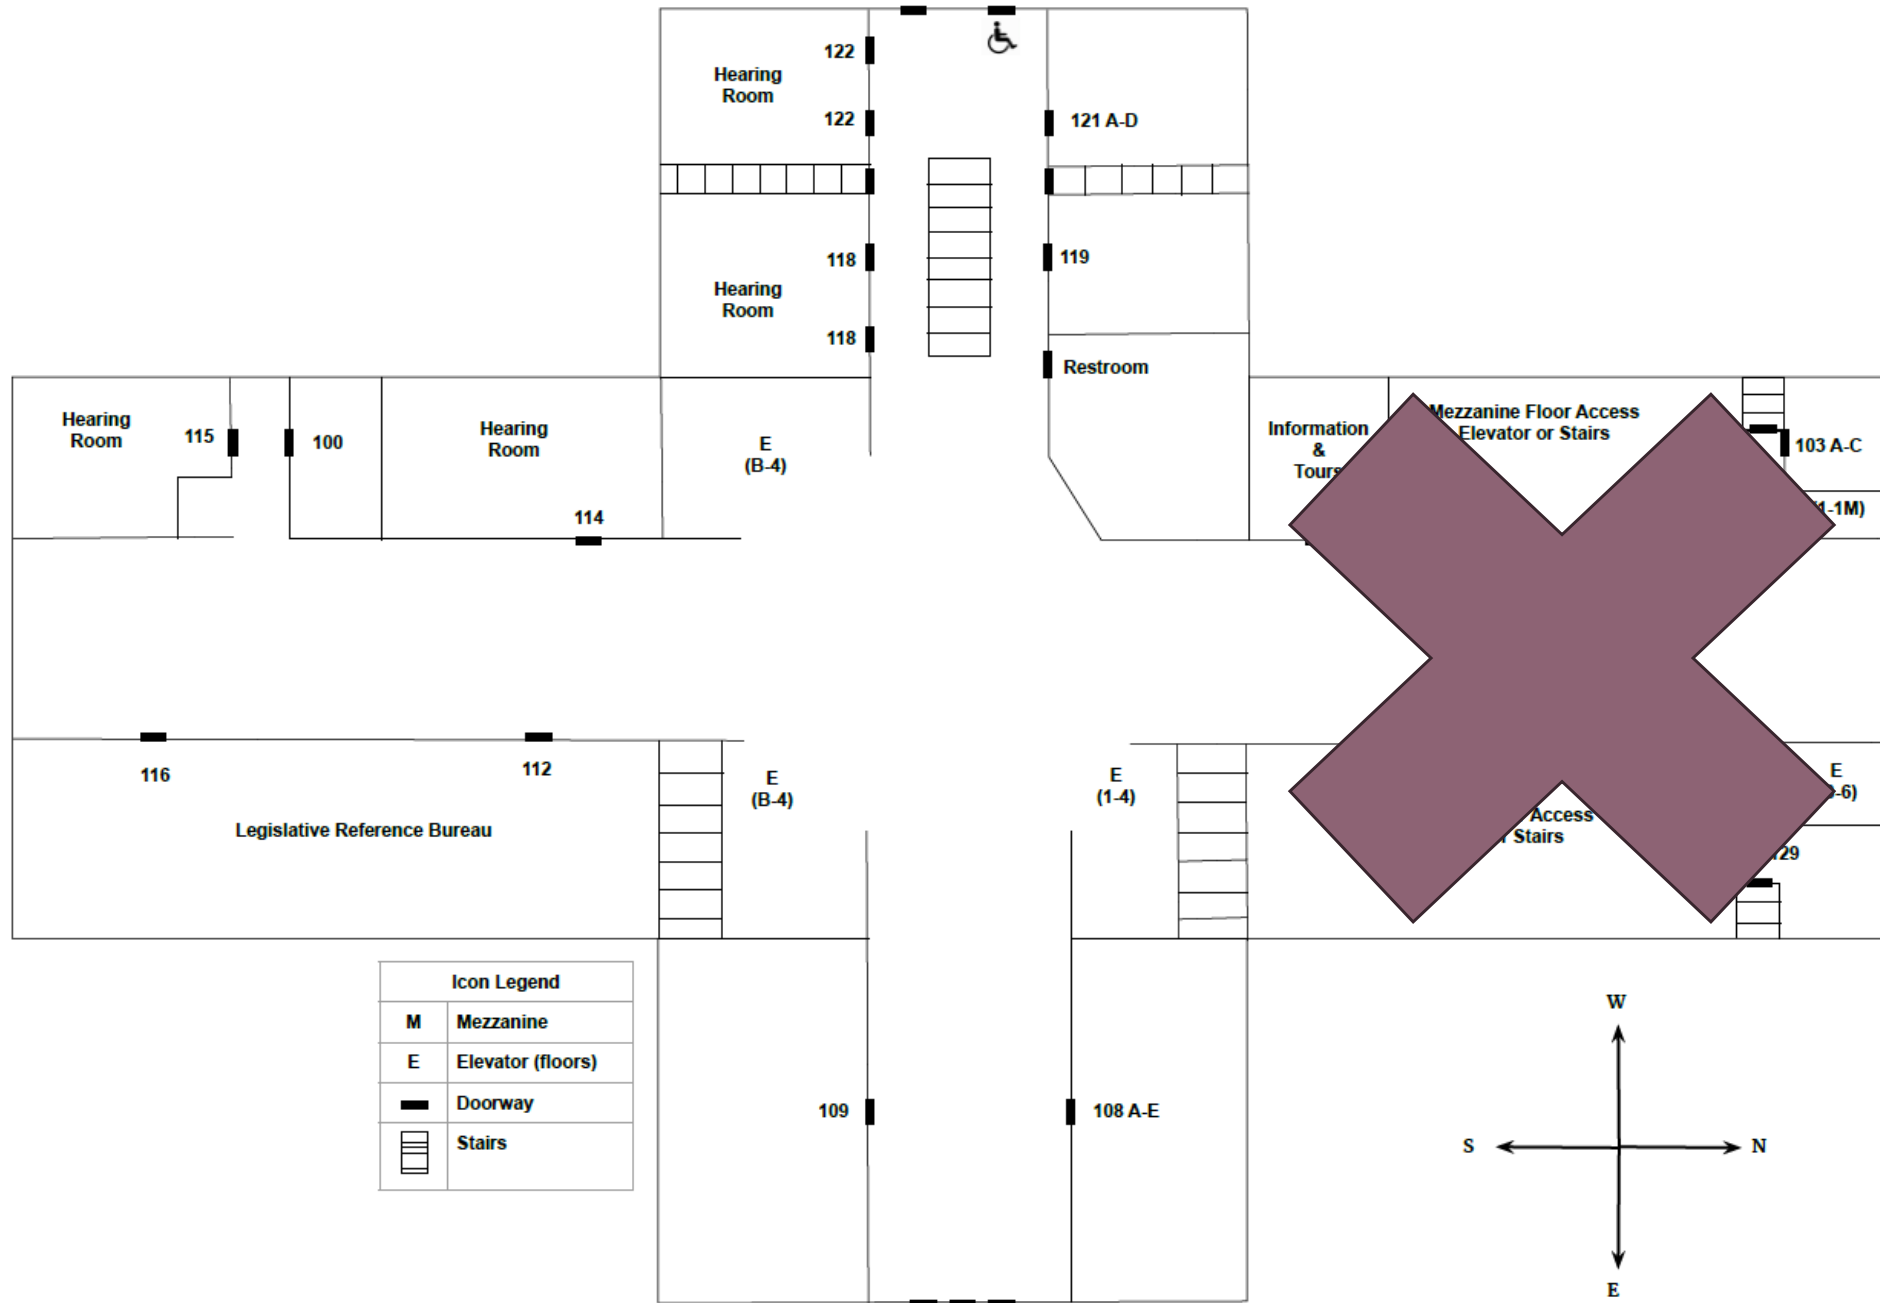 122
Hearing
Room
122
121 A-D
118
119
Hearing
Room
118
Restroom
Hearing
Room
115
100
Hearing
Room
114
E
(B-4)
Information
&
Mezzanine Floor Access
Elevator or Stairs
103 A-C
116
112
Legislative Reference Bureau
E
(B-4)
E
(1-4)
E
Access
Stairs
109
108 A-E
Icon Legend
M Mezzanine
E Elevator (floors)
Doorway
Stairs
W
S N
E